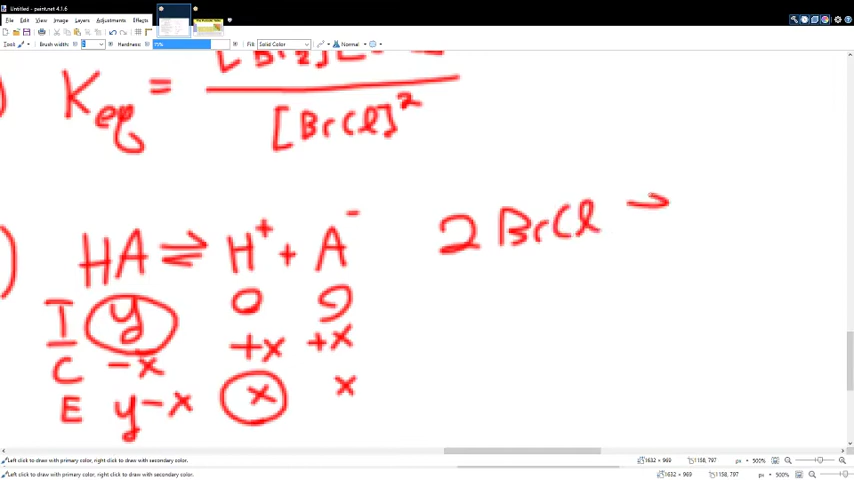 Untitled - paint.net 4.1.6
File Edit View Image Layers Adjustments Effects
Tool: Brush width: Hardness: 75% Fill: Solid Color Normal
Keq = 
[BrCl]²
HA ⇌ H⁺ + A⁻ 2 BrCl →
I y 0 0
C -x +x +x
E y-x x x
Left click to draw with primary color, right click to draw with secondary color. 1632 × 969 1158, 797 px 500%
Left click to draw with primary color, right click to draw with secondary color. 1632 × 969 1158, 797 px 500%